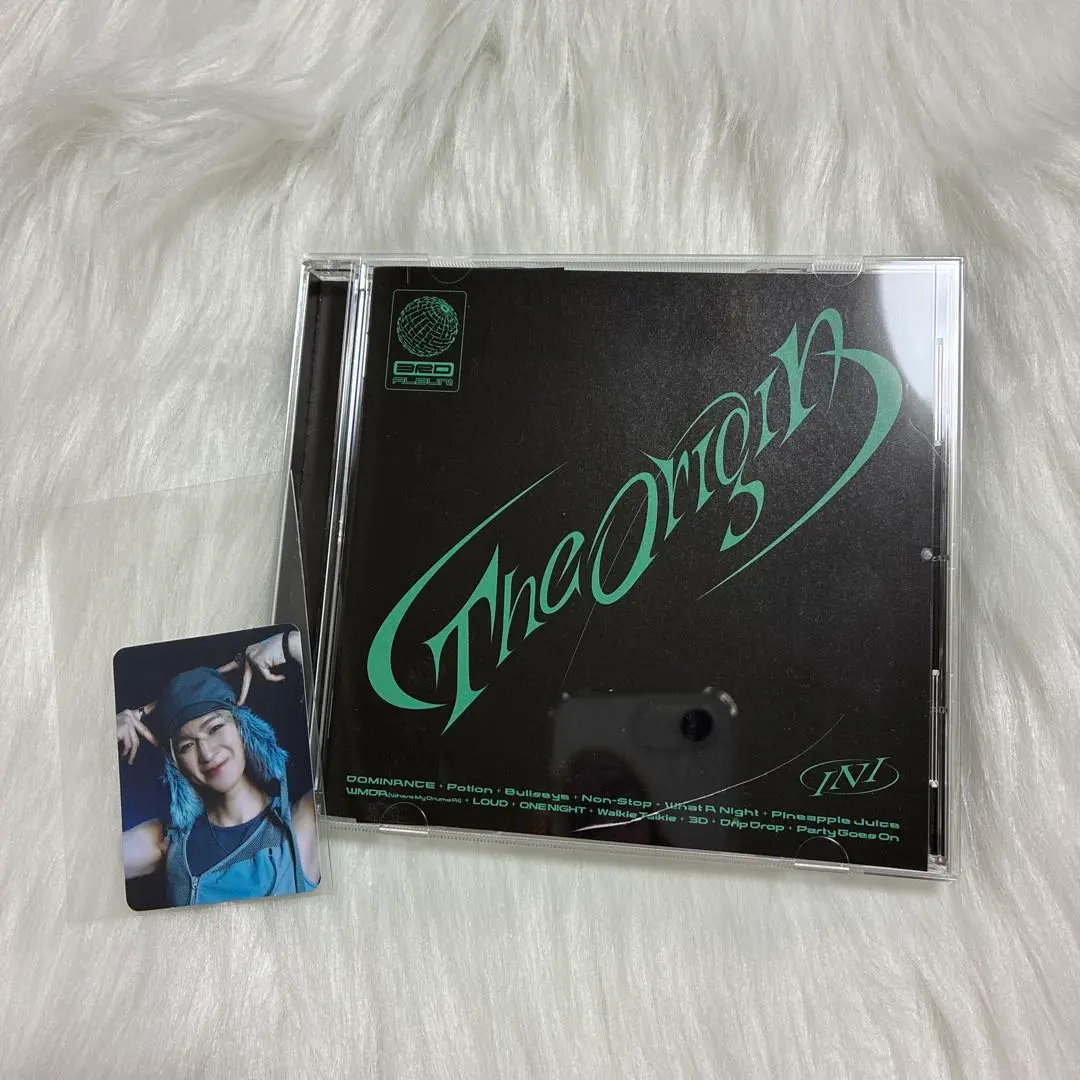 3RD
ALBUM
The Origin
INI
DOMINANCE + Potion + Bullseye + Non-Stop + What A Night + Pineapple Juice
WMDA (Where My Drums At) + LOUD + ONE NIGHT + Walkie Talkie + 3D + Drip Drop + Party Goes On